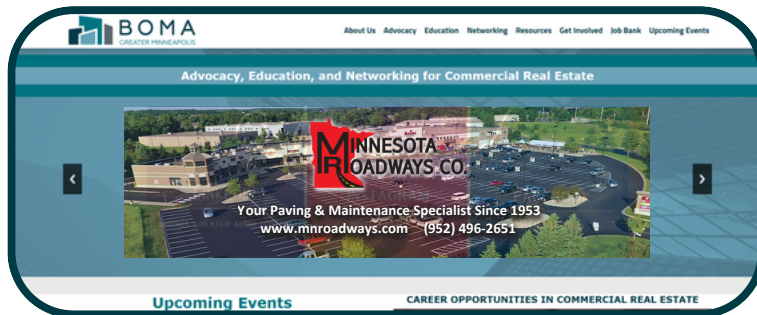 BOMA
GREATER MINNEAPOLIS
About Us Advocacy Education Networking Resources Get Involved Job Bank Upcoming Events
Advocacy, Education, and Networking for Commercial Real Estate
MINNESOTA
ROADWAYS CO.
Your Paving & Maintenance Specialist Since 1953
www.mnroadways.com (952) 496-2651
Upcoming Events
CAREER OPPORTUNITIES IN COMMERCIAL REAL ESTATE